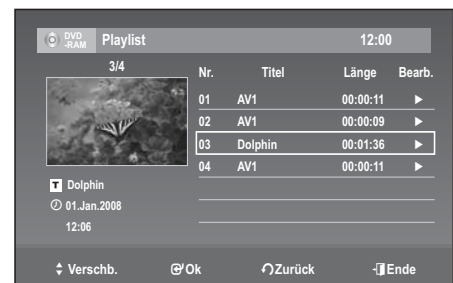 DVD
-RAM Playlist 12:00
3/4
Nr. Titel Länge Bearb.
01 AV1 00:00:11 ►
02 AV1 00:00:09 ►
03 Dolphin 00:01:36 ►
04 AV1 00:00:11 ►
T Dolphin
01.Jan.2008
12:06
Verschb. Ok Zurück Ende